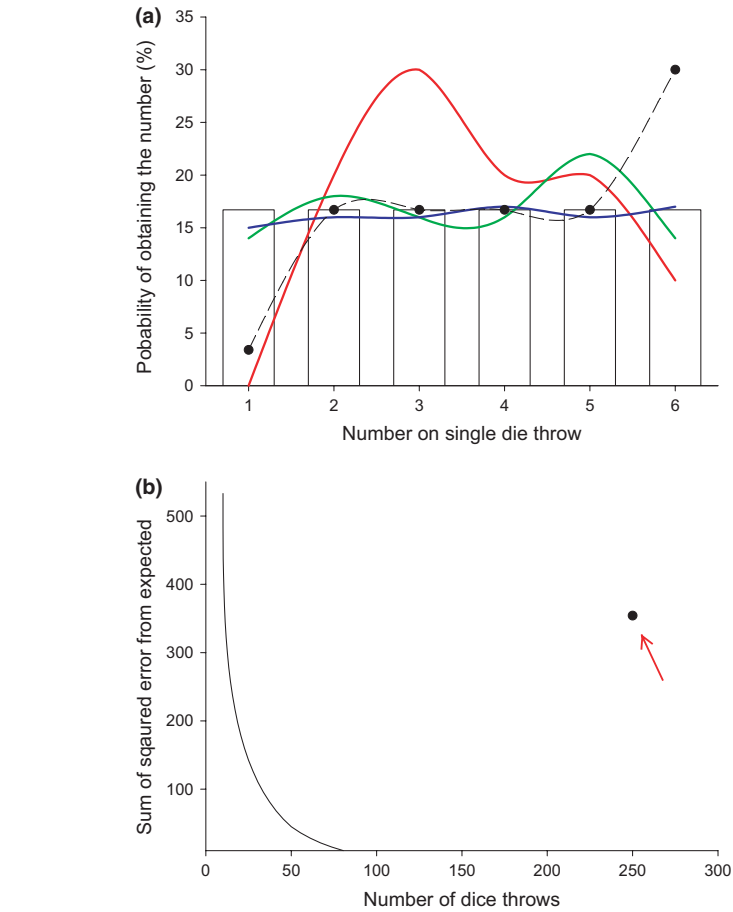 (a)
35
30
25
20
15
10
5
0
Pobability of obtaining the number (%)
1 2 3 4 5 6
Number on single die throw
(b)
500
400
300
200
100
Sum of sqaured error from expected
0 50 100 150 200 250 300
Number of dice throws